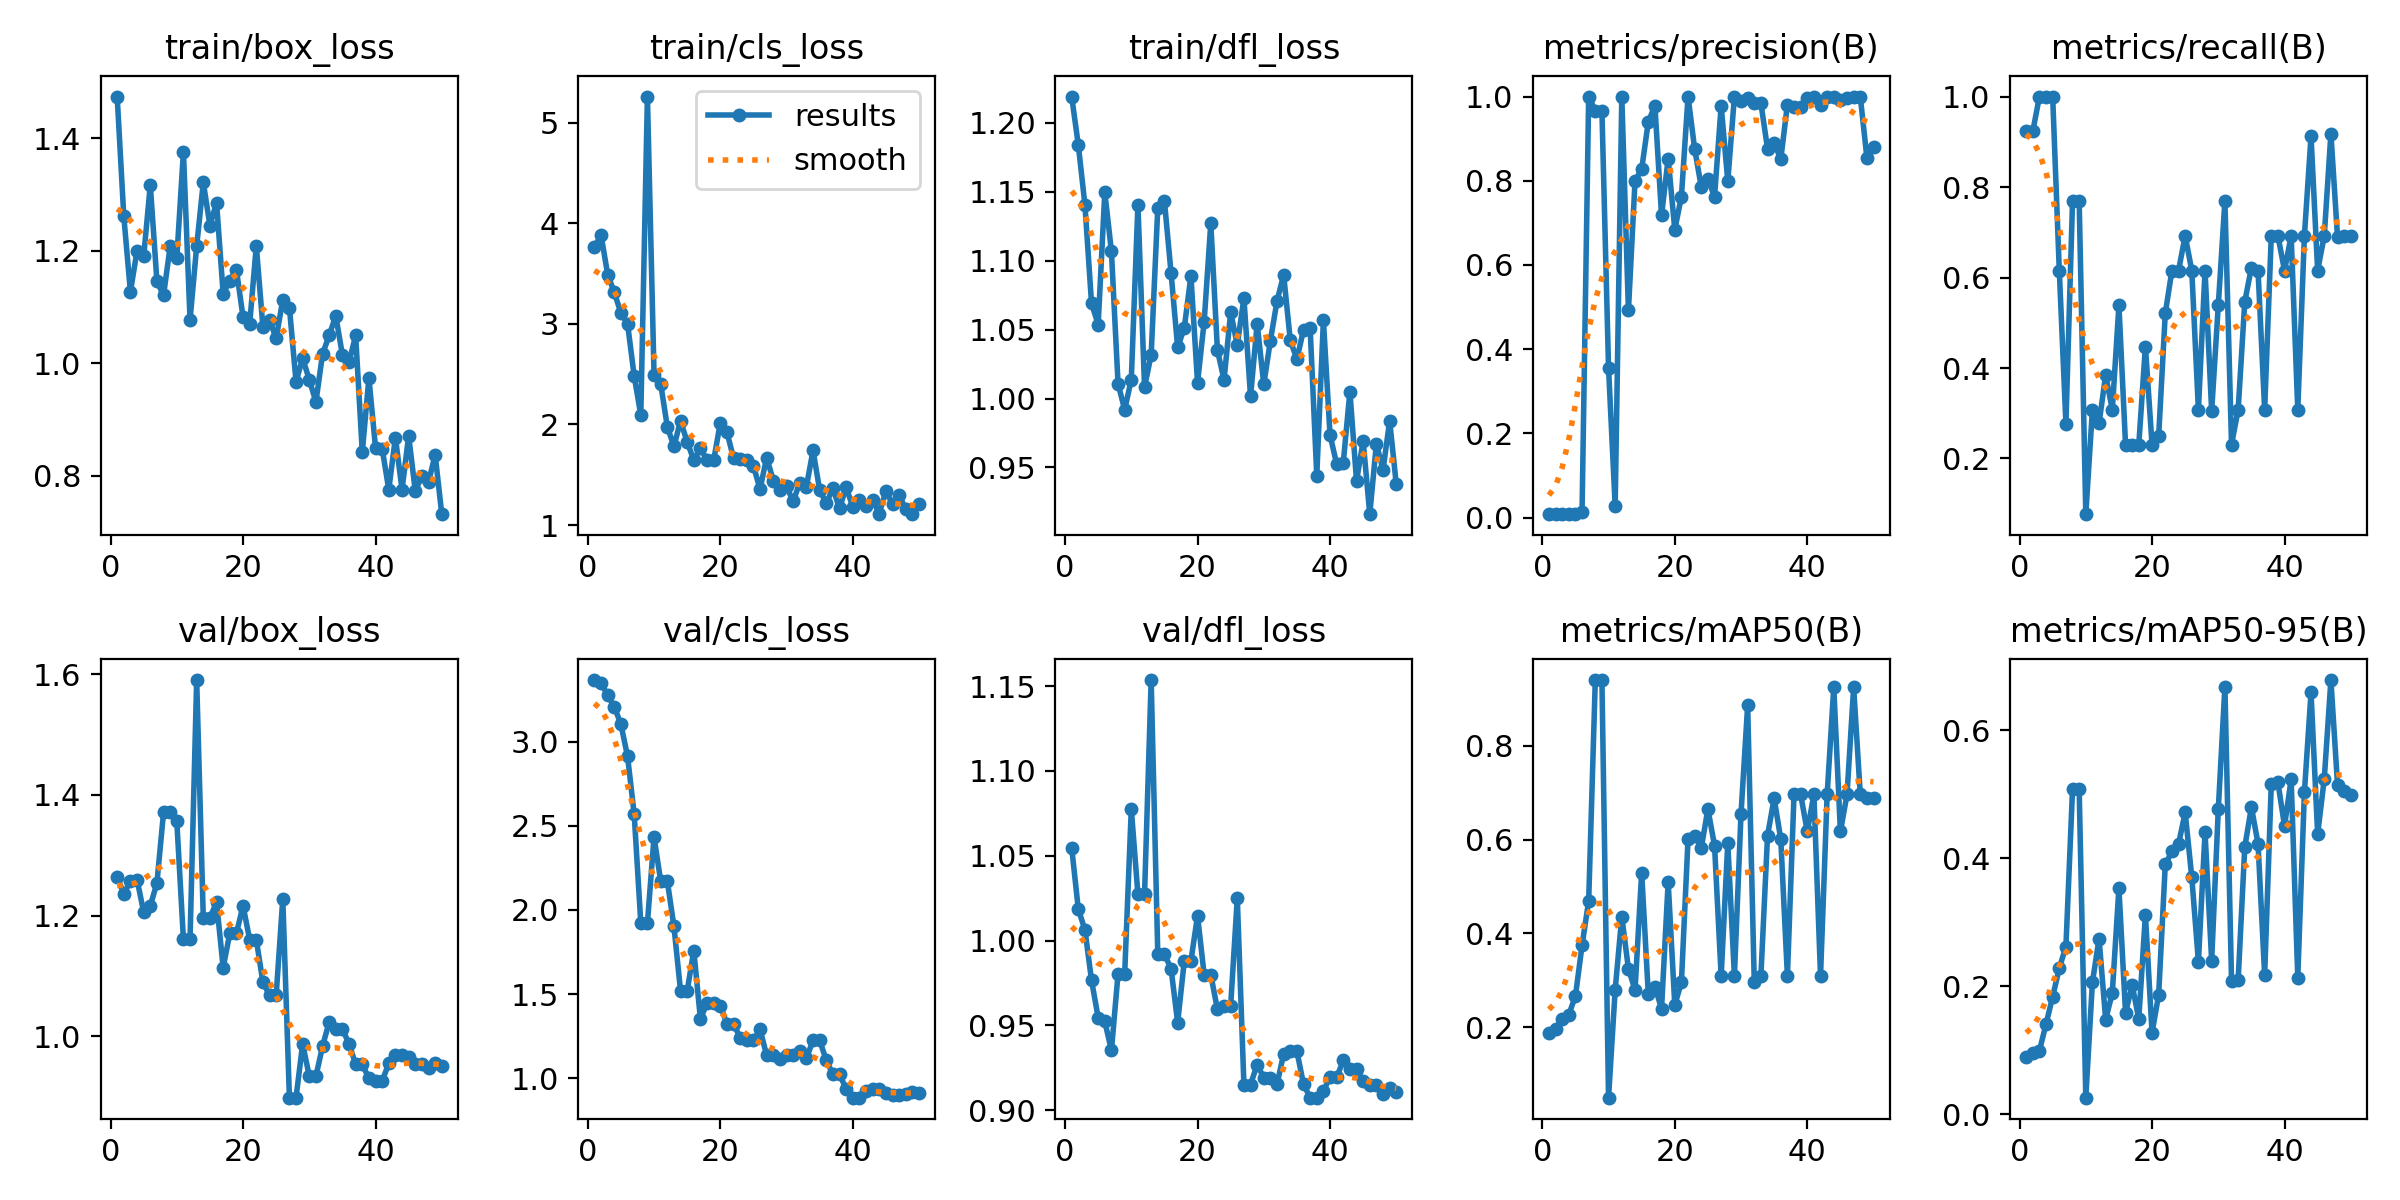 train/box_loss
1.4
1.2
1.0
0.8
0 20 40
train/cls_loss
results
smooth
5
4
3
2
1
0 20 40
train/dfl_loss
1.20
1.15
1.10
1.05
1.00
0.95
0 20 40
metrics/precision(B)
1.0
0.8
0.6
0.4
0.2
0.0
0 20 40
metrics/recall(B)
1.0
0.8
0.6
0.4
0.2
0 20 40
val/box_loss
1.6
1.4
1.2
1.0
0 20 40
val/cls_loss
3.0
2.5
2.0
1.5
1.0
0 20 40
val/dfl_loss
1.15
1.10
1.05
1.00
0.95
0.90
0 20 40
metrics/mAP50(B)
0.8
0.6
0.4
0.2
0 20 40
metrics/mAP50-95(B)
0.6
0.4
0.2
0.0
0 20 40